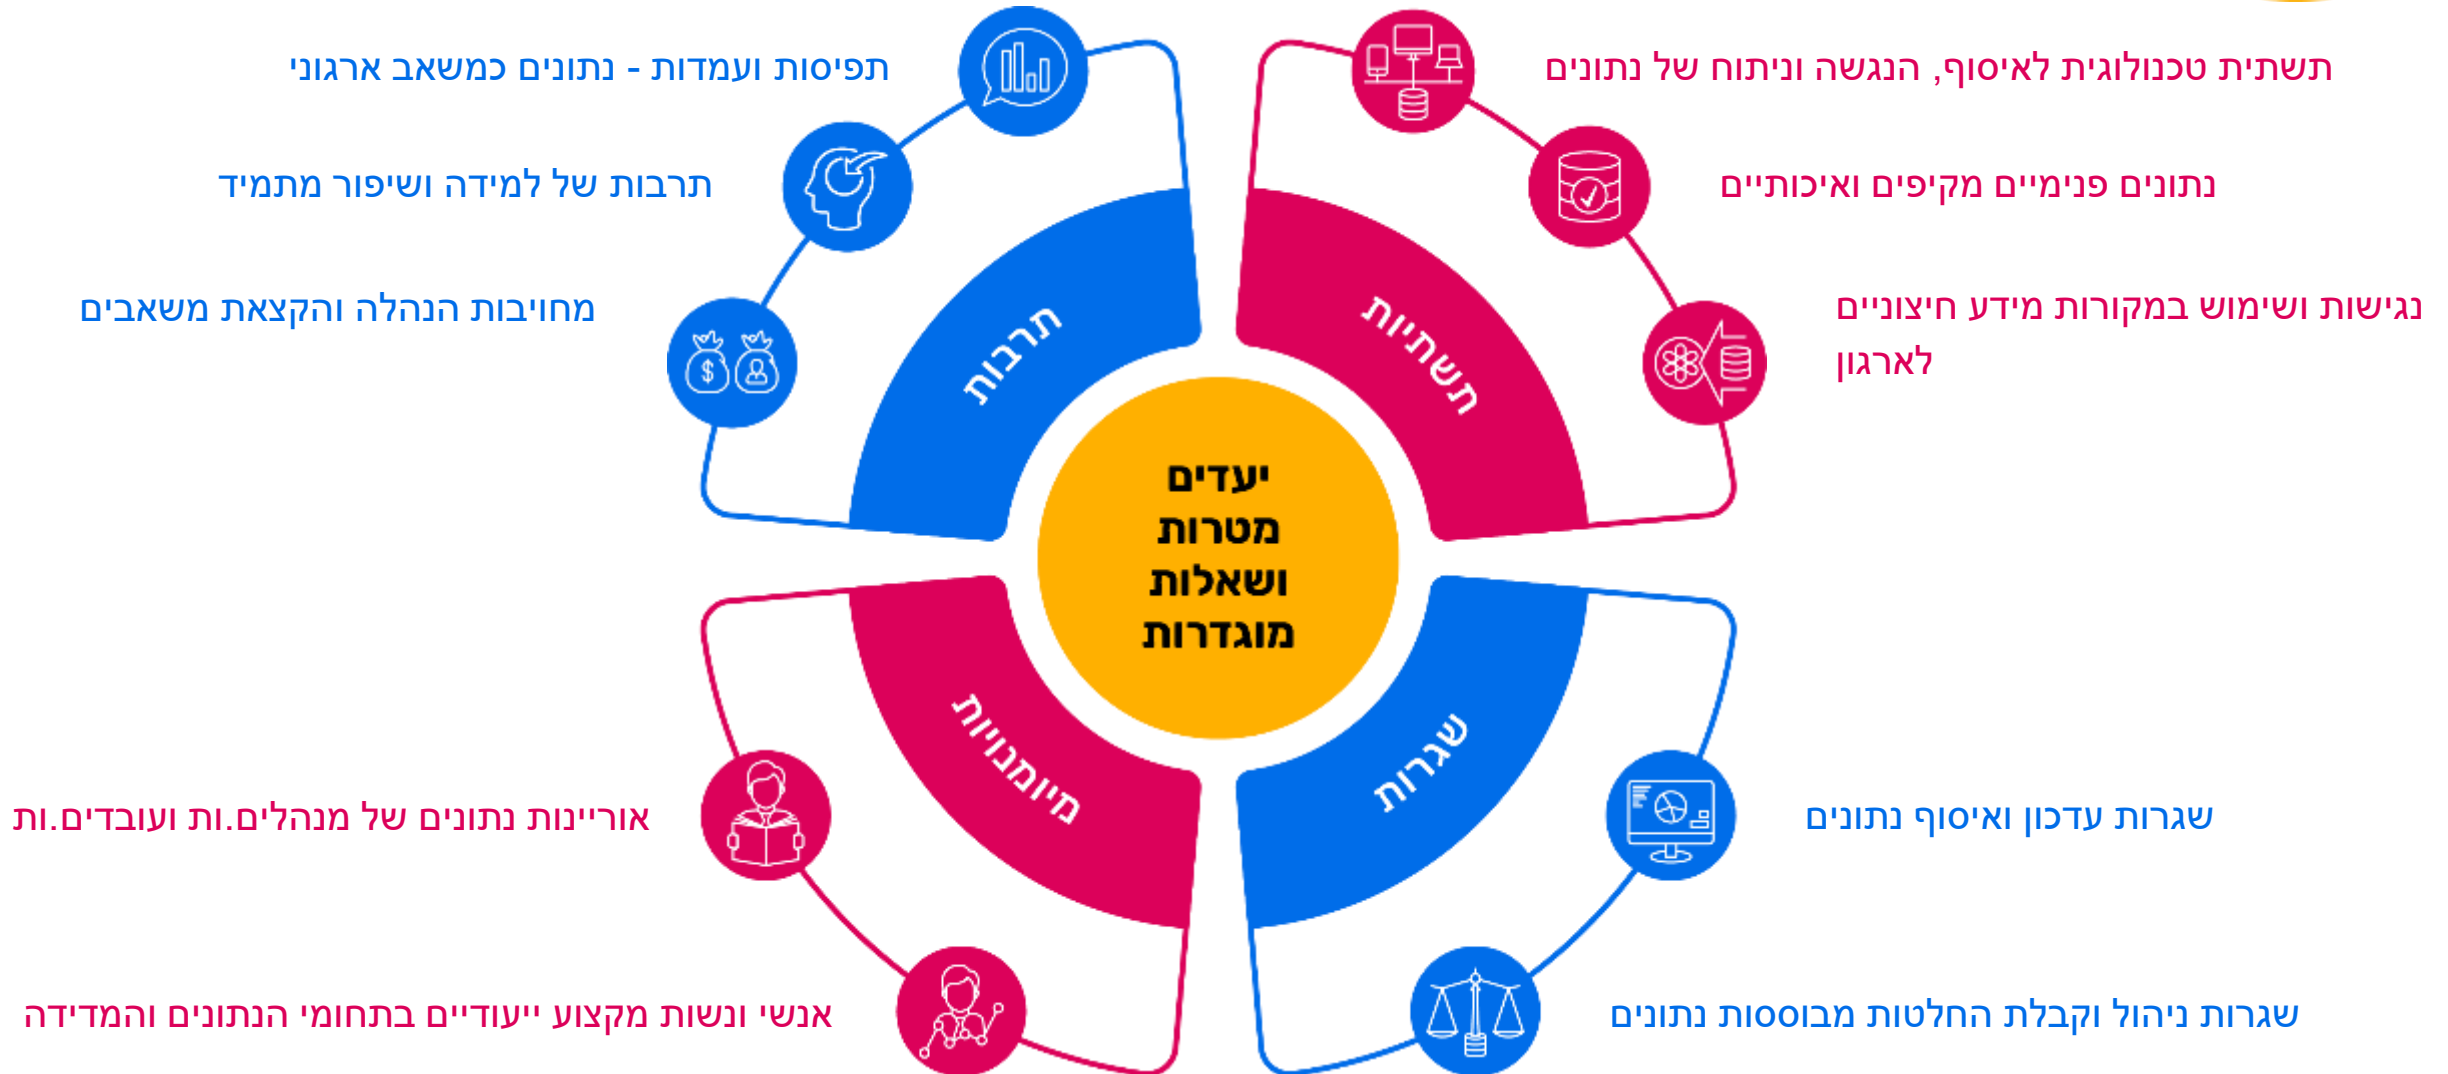 תשתית טכנולוגית לאיסוף, הנגשה וניתוח של נתונים
נתונים פנימיים מקיפים ואיכותיים
נגישות ושימוש במקורות מידע חיצוניים
לארגון
תשתיות
תפיסות ועמדות - נתונים כמשאב ארגוני
תרבות של למידה ושיפור מתמיד
מחויבות הנהלה והקצאת משאבים
תרבות
יעדים
מטרות
ושאלות
מוגדרות
שגרות
שגרות עדכון ואיסוף נתונים
שגרות ניהול וקבלת החלטות מבוססות נתונים
מיומנויות
אוריינות נתונים של מנהלים.ות ועובדים.ות
אנשי ונשות מקצוע ייעודיים בתחומי הנתונים והמדידה
$